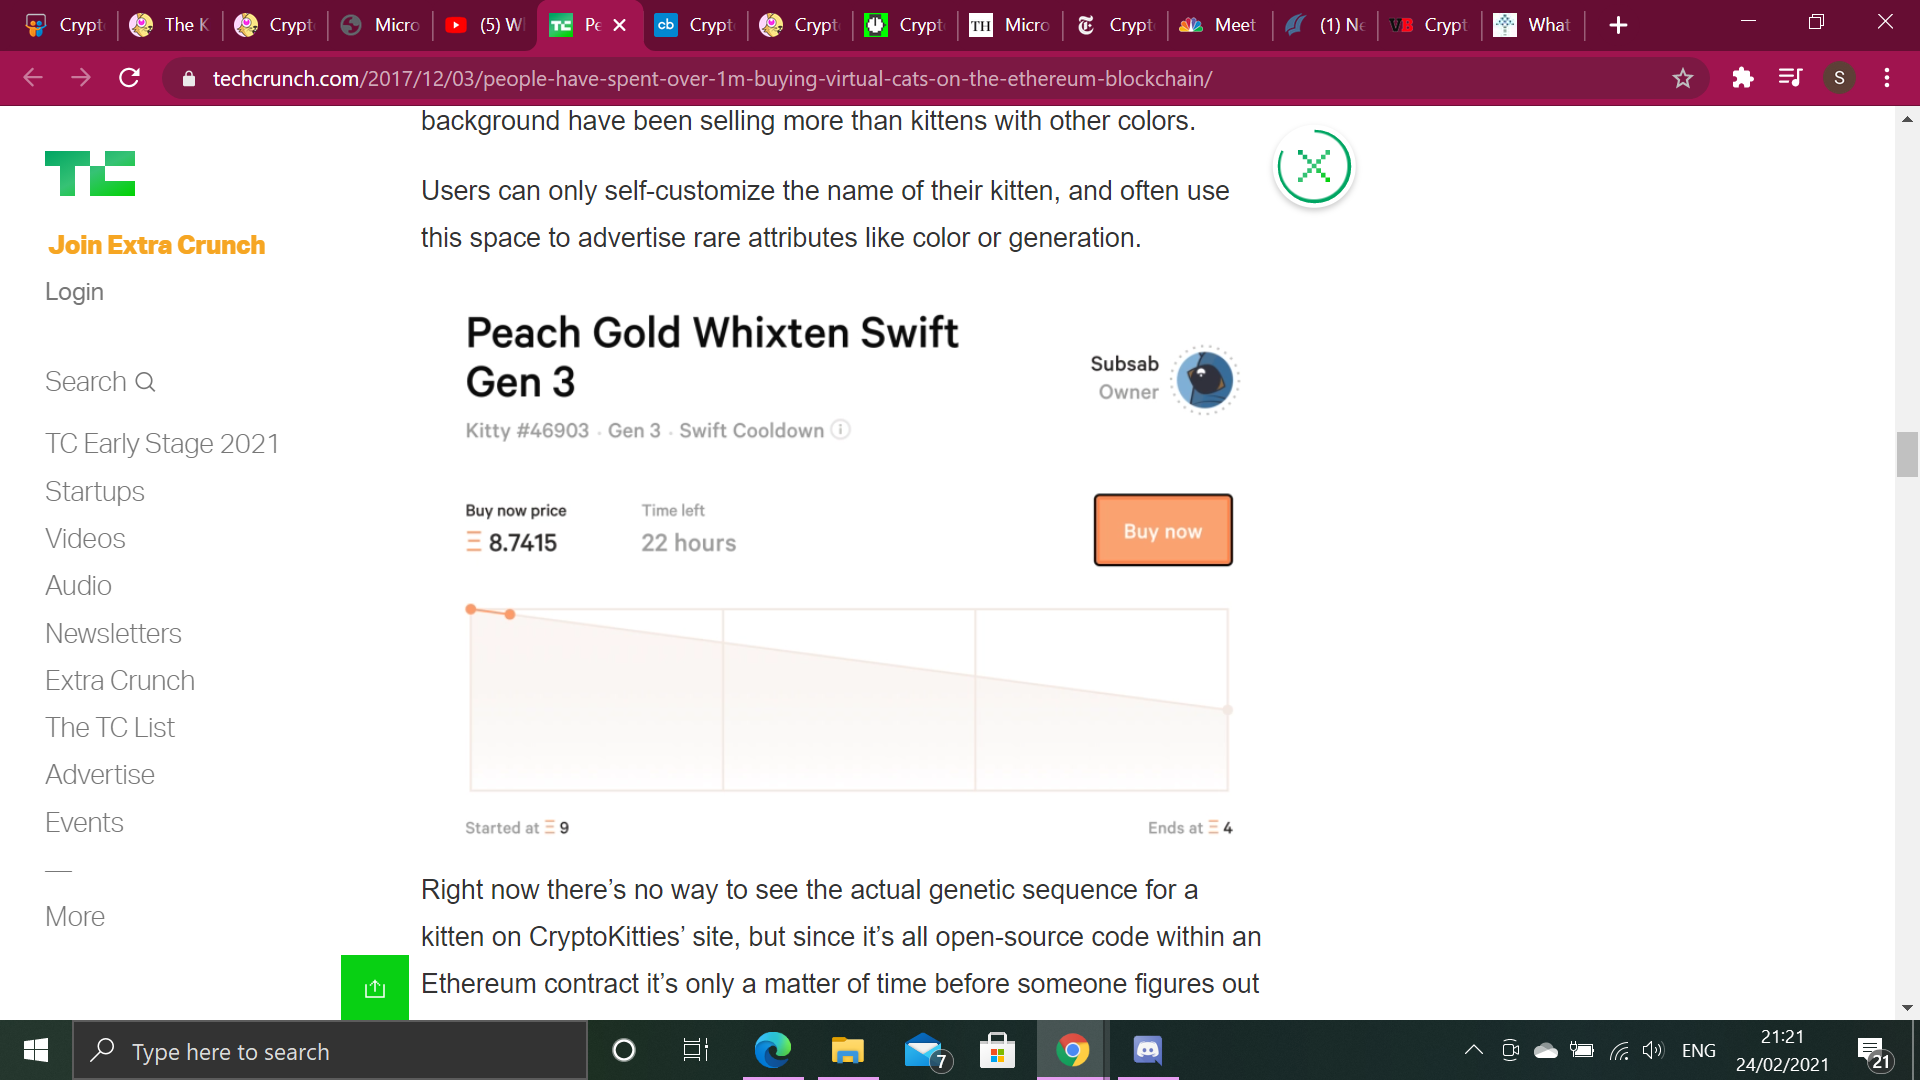 Crypt
The K
Crypt
Micro
(5) W
Pe
cb
Crypt
Crypt
Crypt
TH
Micro
Crypt
Meet
(1) Ne
VB
Crypt
What
techcrunch.com/2017/12/03/people-have-spent-over-1m-buying-virtual-cats-on-the-ethereum-blockchain/
S
TC
Join Extra Crunch
Login
Search
TC Early Stage 2021
Startups
Videos
Audio
Newsletters
Extra Crunch
The TC List
Advertise
Events
More
background have been selling more than kittens with other colors.
Users can only self-customize the name of their kitten, and often use
this space to advertise rare attributes like color or generation.
Peach Gold Whixten Swift
Gen 3
Kitty #46903 · Gen 3 · Swift Cooldown
Subsab
Owner
Buy now price
Ξ 8.7415
Time left
22 hours
Buy now
Started at Ξ 9
Ends at Ξ 4
Right now there’s no way to see the actual genetic sequence for a
kitten on CryptoKitties’ site, but since it’s all open-source code within an
Ethereum contract it’s only a matter of time before someone figures out
Type here to search
7
ENG
21:21
24/02/2021
21